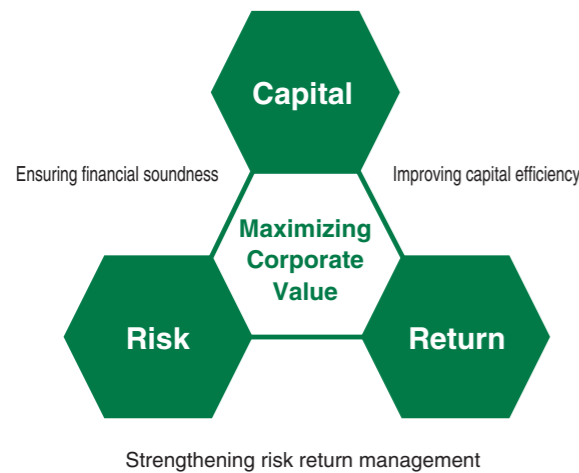 Capital
Ensuring financial soundness
Improving capital efficiency
Maximizing
Corporate
Value
Risk
Return
Strengthening risk return management